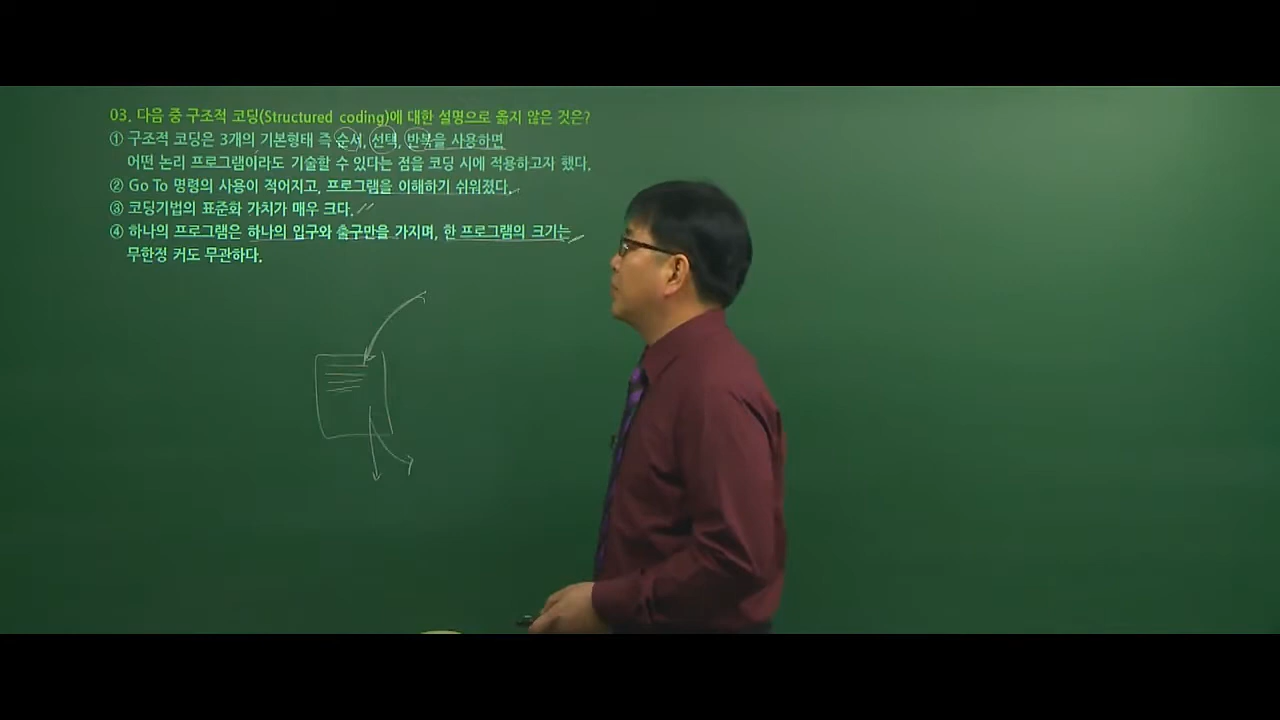 03. 다음 중 구조적 코딩(Structured coding)에 대한 설명으로 옳지 않은 것은?
① 구조적 코딩은 3개의 기본형태 즉 순서, 선택, 반복을 사용하면
어떤 논리 프로그램이라도 기술할 수 있다는 점을 코딩 시에 적용하고자 했다.
② Go To 명령의 사용이 적어지고, 프로그램을 이해하기 쉬워졌다.
③ 코딩기법의 표준화 가치가 매우 크다.
④ 하나의 프로그램은 하나의 입구와 출구만을 가지며, 한 프로그램의 크기는
무한정 커도 무관하다.